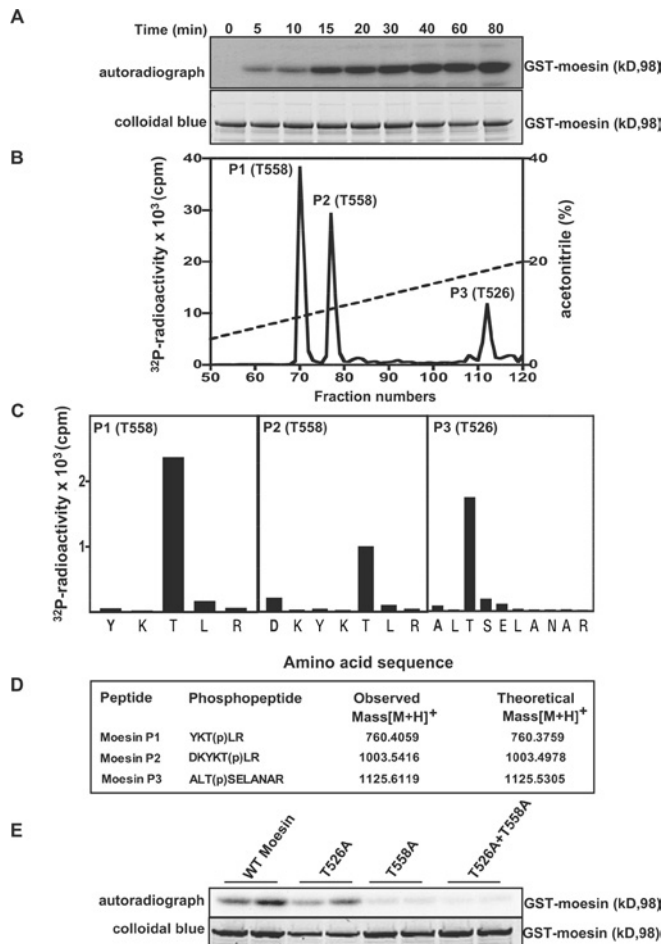 A
Time (min) 0 5 10 15 20 30 40 60 80
autoradiograph GST-moesin (kD,98)
colloidal blue GST-moesin (kD,98)
B
32P-radioactivity x 10³ (cpm)
40
30
20
10
0
P1 (T558)
P2 (T558)
P3 (T526)
40
20
0
acetonitrile (%)
50 60 70 80 90 100 110 120
Fraction numbers
C
32P-radioactivity x 10³ (cpm)
2
1
P1 (T558) P2 (T558) P3 (T526)
Y K T L R D K Y K T L R A L T S E L A N A R
Amino acid sequence
D
Peptide Phosphopeptide Observed Mass[M+H]+ Theoretical Mass[M+H]+
Moesin P1 YKT(p)LR 760.4059 760.3759
Moesin P2 DKYKT(p)LR 1003.5416 1003.4978
Moesin P3 ALT(p)SELANAR 1125.6119 1125.5305
E
WT Moesin T526A T558A T526A+T558A
autoradiograph GST-moesin (kD,98)
colloidal blue GST-moesin (kD,98)